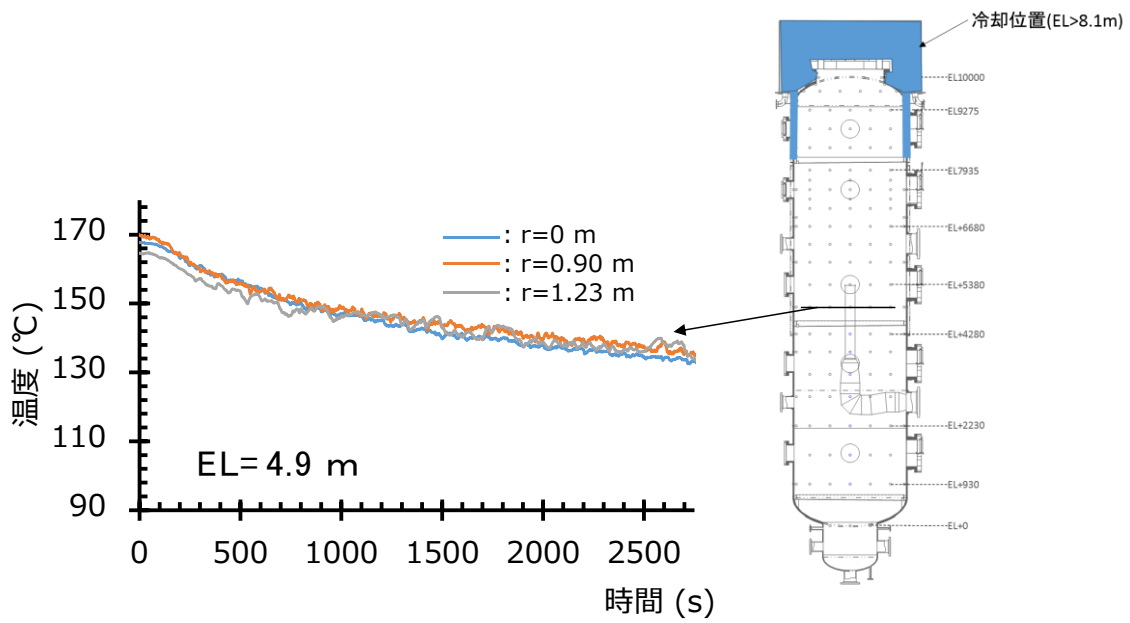 冷却位置(EL>8.1m)
EL10000
EL9275
EL7935
EL+6680
EL+5380
EL+4280
EL+2230
EL+930
EL+0
170
150
130
110
90
温度 (℃)
: r=0 m
: r=0.90 m
: r=1.23 m
EL= 4.9 m
0 500 1000 1500 2000 2500
時間 (s)